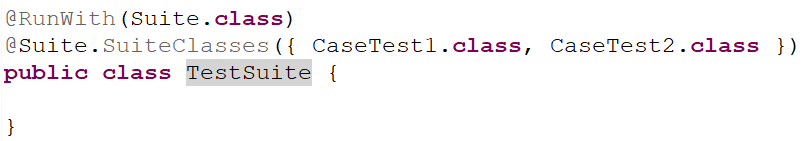 @RunWith(Suite.class)
@Suite.SuiteClasses({ CaseTest1.class, CaseTest2.class })
public class TestSuite {
}